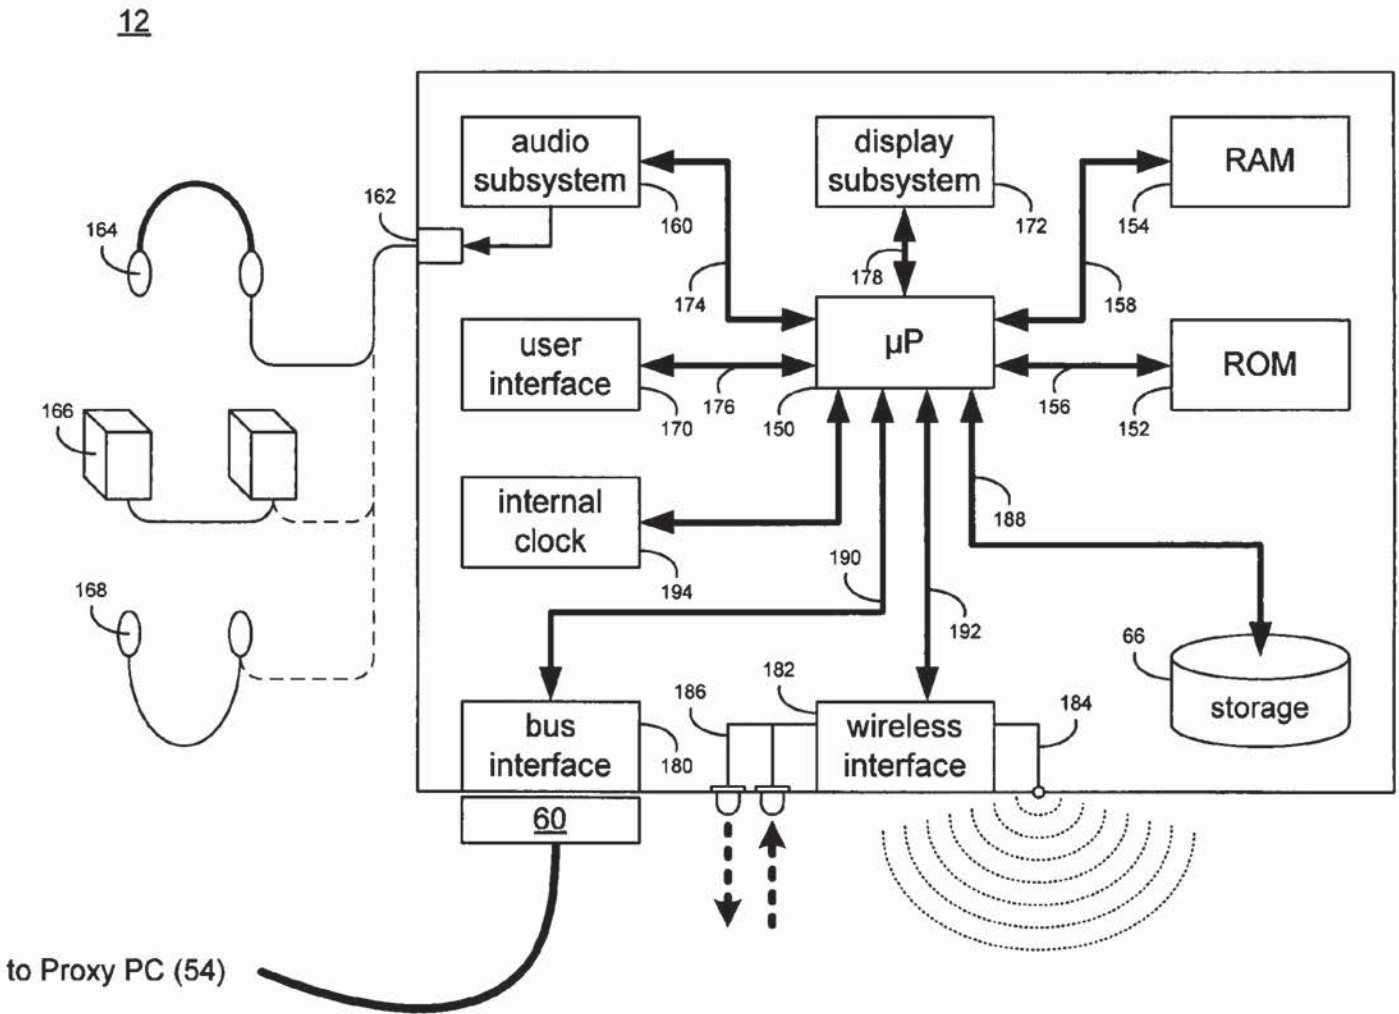 12
audio
subsystem
160
162
164
174
display
subsystem
172
178
RAM
154
158
user
interface
170
176
µP
150
ROM
152
156
166
internal
clock
194
188
190
192
168
66
storage
bus
interface
180
186
182
wireless
interface
184
60
to Proxy PC (54)